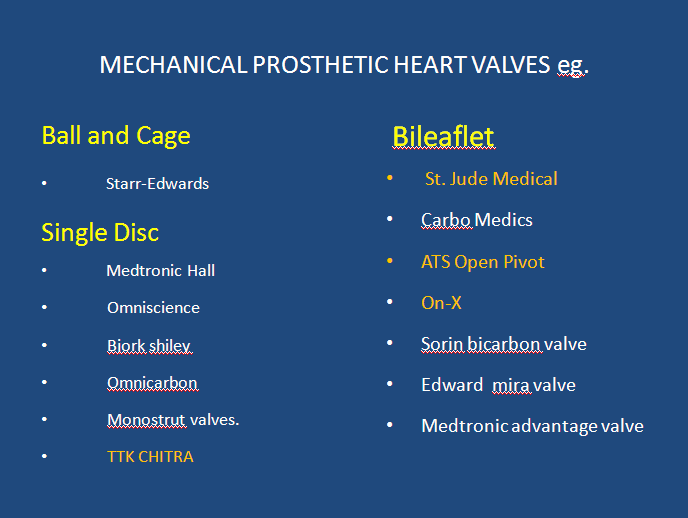 MECHANICAL PROSTHETIC HEART VALVES eg.
Ball and Cage
• Starr-Edwards
Single Disc
• Medtronic Hall
• Omniscience
• Biork shiley
• Omnicarbon
• Monostrut valves.
• TTK CHITRA
Bileaflet
• St. Jude Medical
• Carbo Medics
• ATS Open Pivot
• On-X
• Sorin bicarbon valve
• Edward mira valve
• Medtronic advantage valve